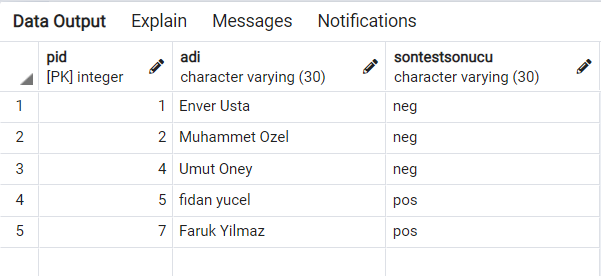 Data Output Explain Messages Notifications
pid adi sontestsonucu
[PK] integer character varying (30) character varying (30)
1 1 Enver Usta neg
2 2 Muhammet Ozel neg
3 4 Umut Oney neg
4 5 fidan yucel pos
5 7 Faruk Yilmaz pos